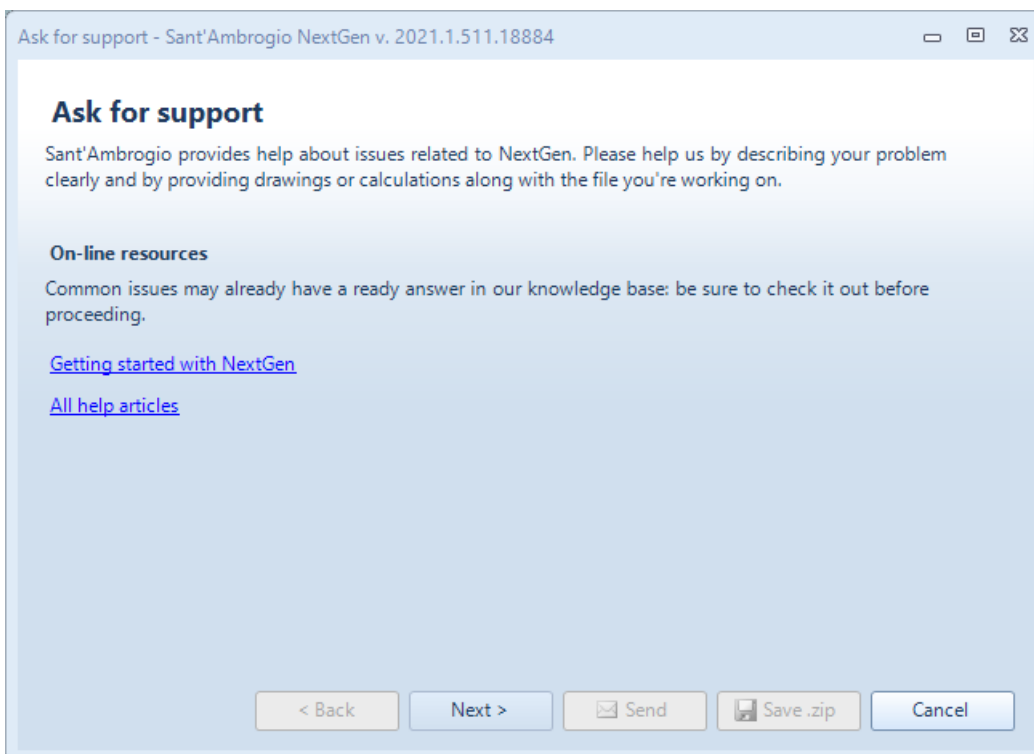 Ask for support - Sant'Ambrogio NextGen v. 2021.1.511.18884
Ask for support
Sant'Ambrogio provides help about issues related to NextGen. Please help us by describing your problem
clearly and by providing drawings or calculations along with the file you're working on.
On-line resources
Common issues may already have a ready answer in our knowledge base: be sure to check it out before
proceeding.
Getting started with NextGen
All help articles
< Back Next > Send Save .zip Cancel